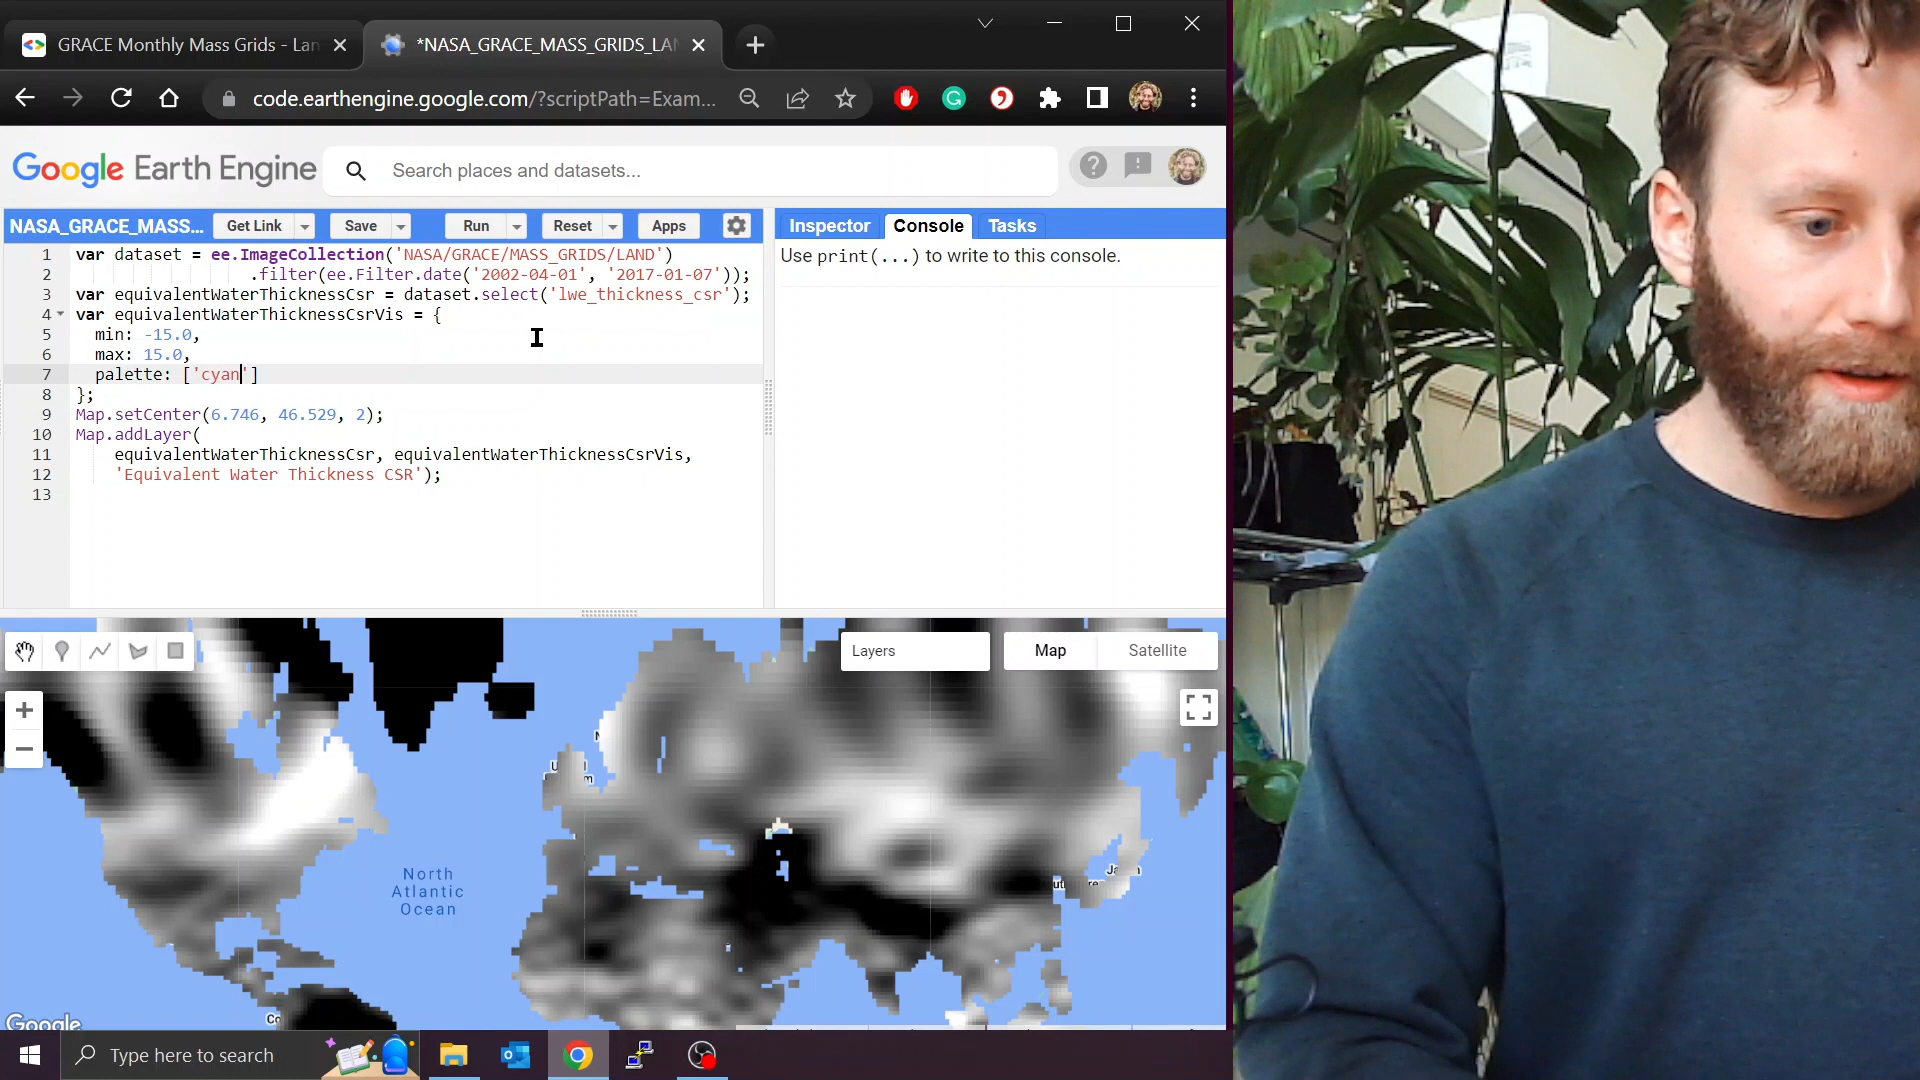 GRACE Monthly Mass Grids - Lan
*NASA_GRACE_MASS_GRIDS_LAN
code.earthengine.google.com/?scriptPath=Exam...
Google Earth Engine
Search places and datasets...
NASA_GRACE_MASS...
Get Link
Save
Run
Reset
Apps
Inspector
Console
Tasks
1 var dataset = ee.ImageCollection('NASA/GRACE/MASS_GRIDS/LAND')
2 .filter(ee.Filter.date('2002-04-01', '2017-01-07'));
3 var equivalentWaterThicknessCsr = dataset.select('lwe_thickness_csr');
4 var equivalentWaterThicknessCsrVis = {
5 min: -15.0,
6 max: 15.0,
7 palette: ['cyan']
8 };
9 Map.setCenter(6.746, 46.529, 2);
10 Map.addLayer(
11 equivalentWaterThicknessCsr, equivalentWaterThicknessCsrVis,
12 'Equivalent Water Thickness CSR');
13
Use print(...) to write to this console.
Layers
Map
Satellite
North
Atlantic
Ocean
Google
Type here to search